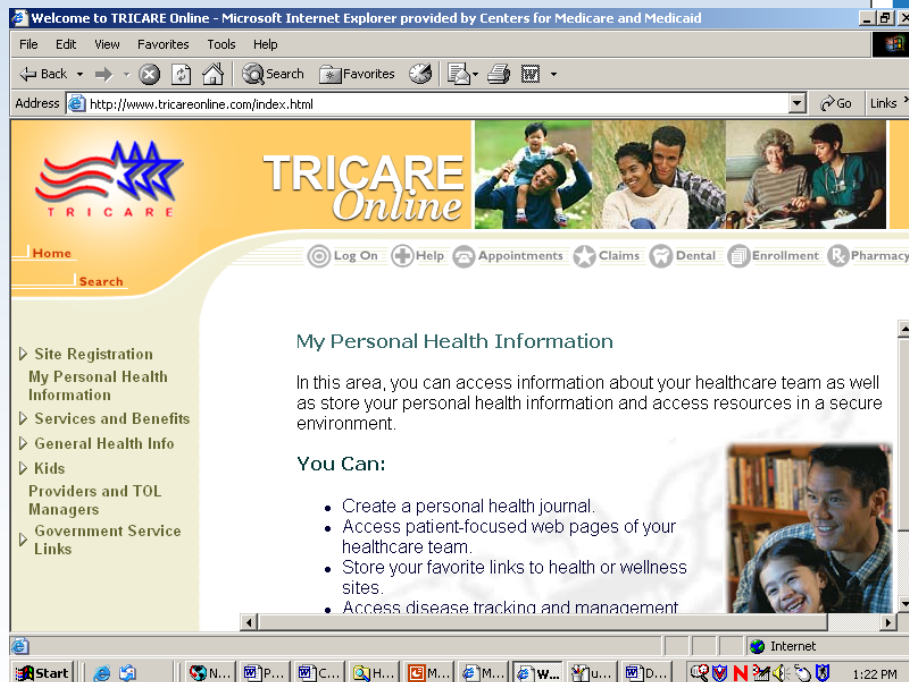 Welcome to TRICARE Online - Microsoft Internet Explorer provided by Centers for Medicare and Medicaid
File Edit View Favorites Tools Help
Back Search Favorites
Address http://www.tricareonline.com/index.html Go Links »
TRICARE
TRICARE
Online
Home
Search
Log On Help Appointments Claims Dental Enrollment Pharmacy
Site Registration
My Personal Health
Information
Services and Benefits
General Health Info
Kids
Providers and TOL
Managers
Government Service
Links
My Personal Health Information
In this area, you can access information about your healthcare team as well
as store your personal health information and access resources in a secure
environment.
You Can:
• Create a personal health journal.
• Access patient-focused web pages of your
healthcare team.
• Store your favorite links to health or wellness
sites.
• Access disease tracking and management
Internet
Start N... P... C... H... M... M... W... u... D... 1:22 PM